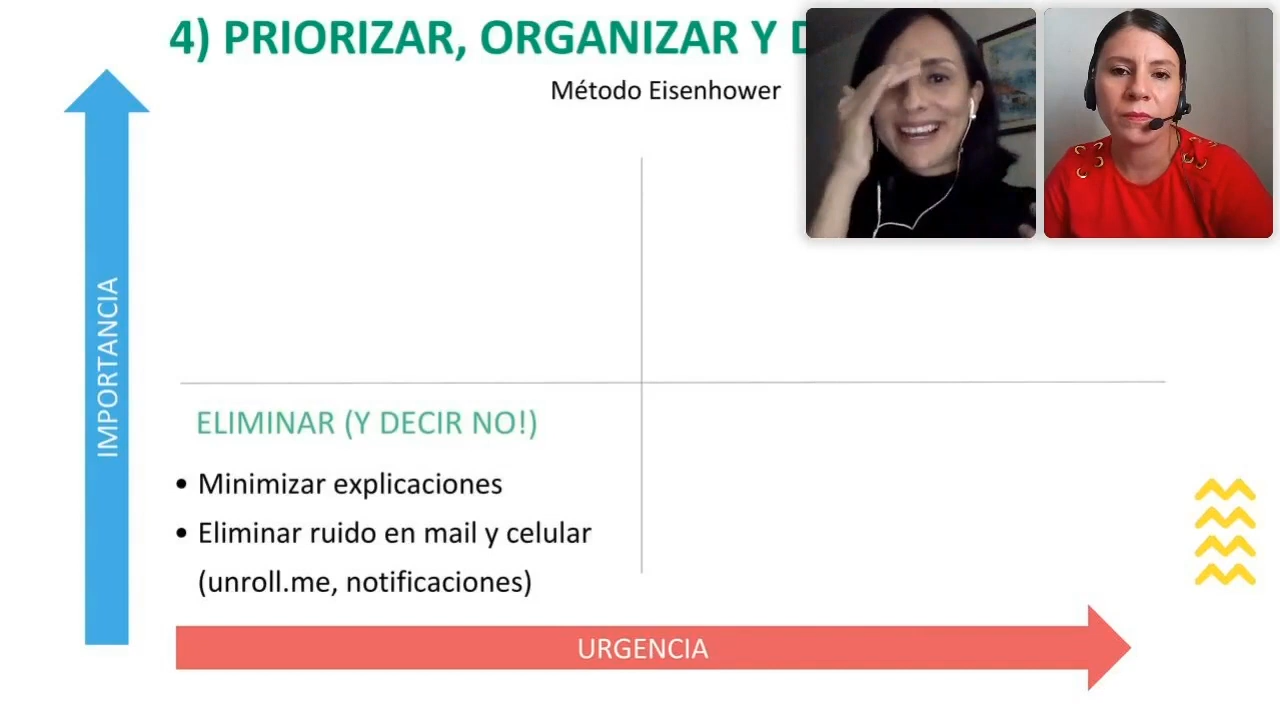 4) PRIORIZAR, ORGANIZAR Y
Método Eisenhower
IMPORTANCIA
ELIMINAR (Y DECIR NO!)
• Minimizar explicaciones
• Eliminar ruido en mail y celular
(unroll.me, notificaciones)
URGENCIA